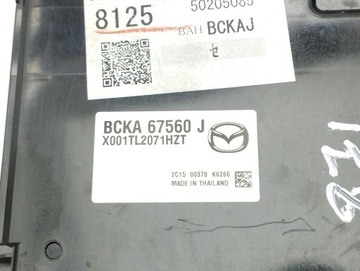 50205085
8125
BAH BCKAJ
BCKA 67560 J
X001TL2071HZT
2C15 00378 K6266
MADE IN THAILAND